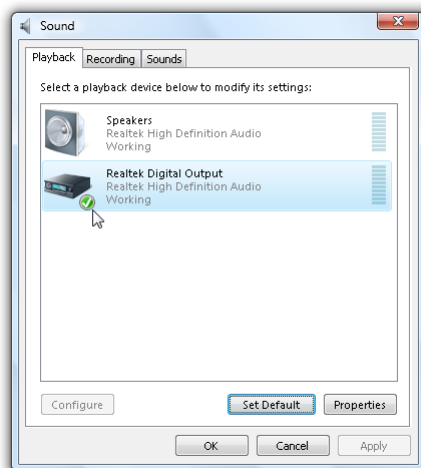 Sound
Playback Recording Sounds
Select a playback device below to modify its settings:
Speakers
Realtek High Definition Audio
Working
Realtek Digital Output
Realtek High Definition Audio
Working
Configure Set Default Properties
OK Cancel Apply